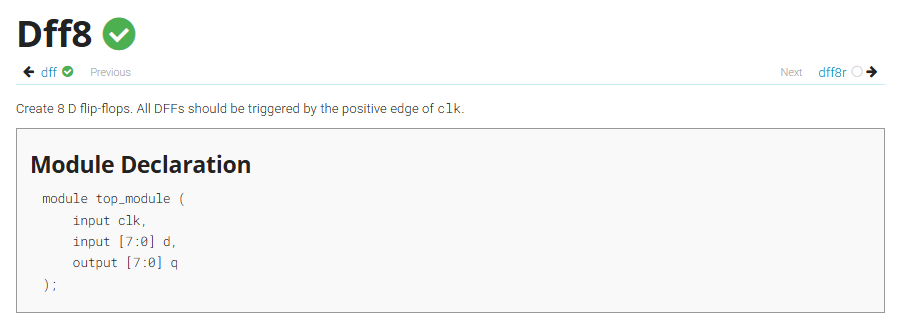 Dff8
dff Previous Next dff8r
Create 8 D flip-flops. All DFFs should be triggered by the positive edge of clk.
Module Declaration
module top_module (
    input clk,
    input [7:0] d,
    output [7:0] q
);